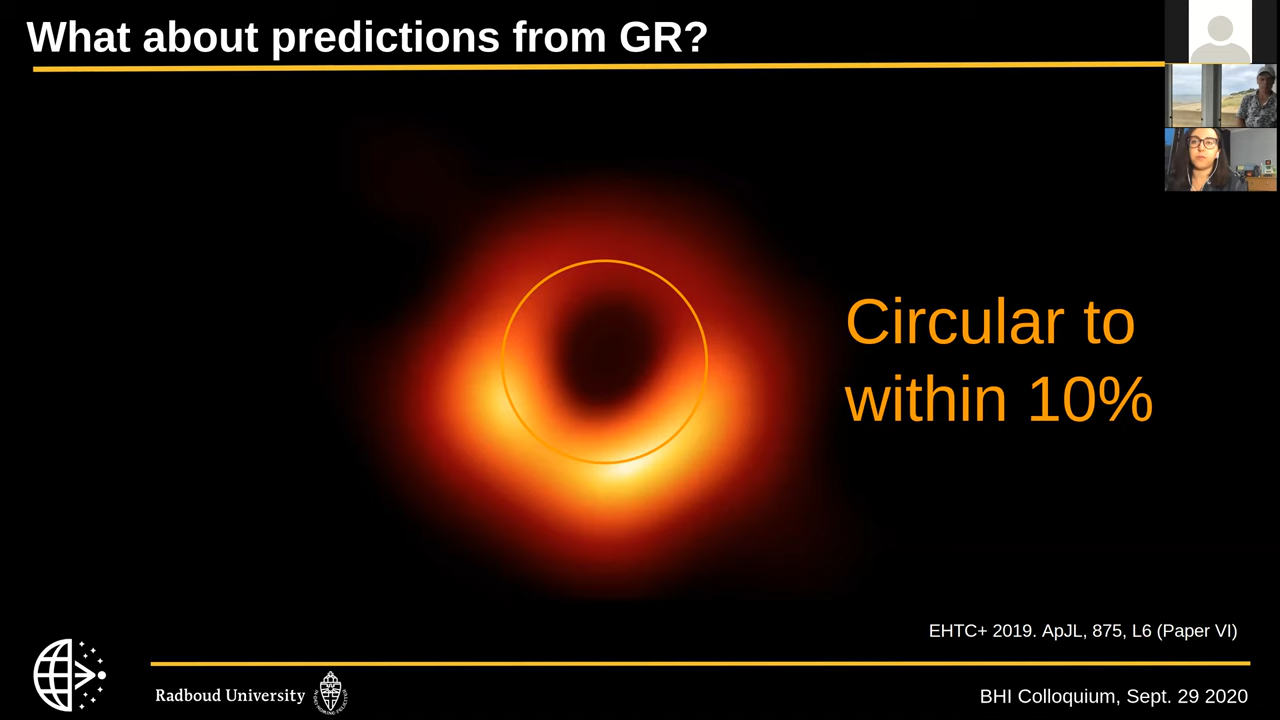 What about predictions from GR?
Circular to
within 10%
EHTC+ 2019. ApJL, 875, L6 (Paper VI)
Radboud University
BHI Colloquium, Sept. 29 2020